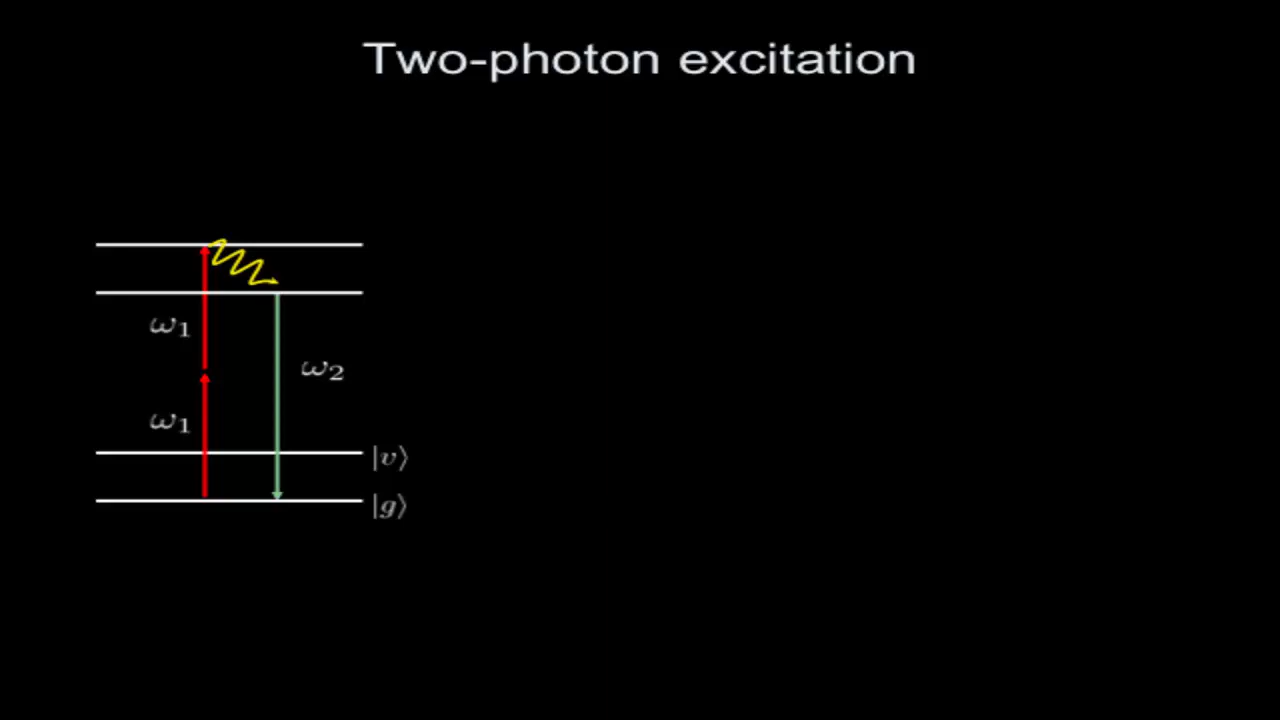 Two-photon excitation
ω₁
ω₂
ω₁
|v⟩
|g⟩